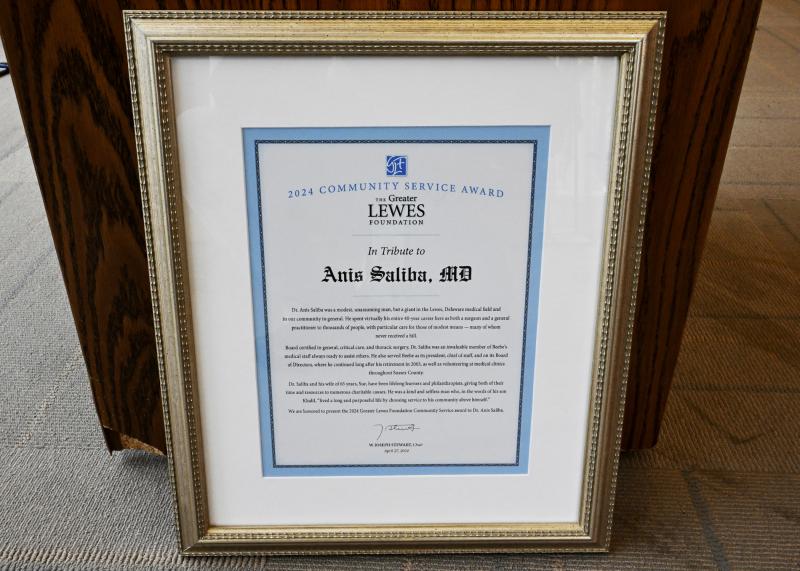 2024 COMMUNITY SERVICE AWARD
THE Greater
LEWES
FOUNDATION
In Tribute to
Anis Saliba, MD
Dr. Anis Saliba was a modest, unassuming man, but a giant in the Lewes, Delaware medical field and
in our community in general. He spent virtually his entire 40-year career here as both a surgeon and a general
practitioner to thousands of people, with particular care for those of modest means — many of whom
never received a bill.
Board certified in general, critical care, and thoracic surgery, Dr. Saliba was an invaluable member of Beebe's
medical staff always ready to assist others. He also served Beebe as its president, chief of staff, and on its Board
of Directors, where he continued long after his retirement in 2003, as well as volunteering at medical clinics
throughout Sussex County.
Dr. Saliba and his wife of 65 years, Sue, have been lifelong learners and philanthropists, giving both of their
time and resources to numerous charitable causes. He was a kind and selfless man who, in the words of his son
Khalil, "lived a long and purposeful life by choosing service to his community above himself."
We are honored to present the 2024 Greater Lewes Foundation Community Service award to Dr. Anis Saliba.
W. JOSEPH STEWART, Chair
April 27, 2024